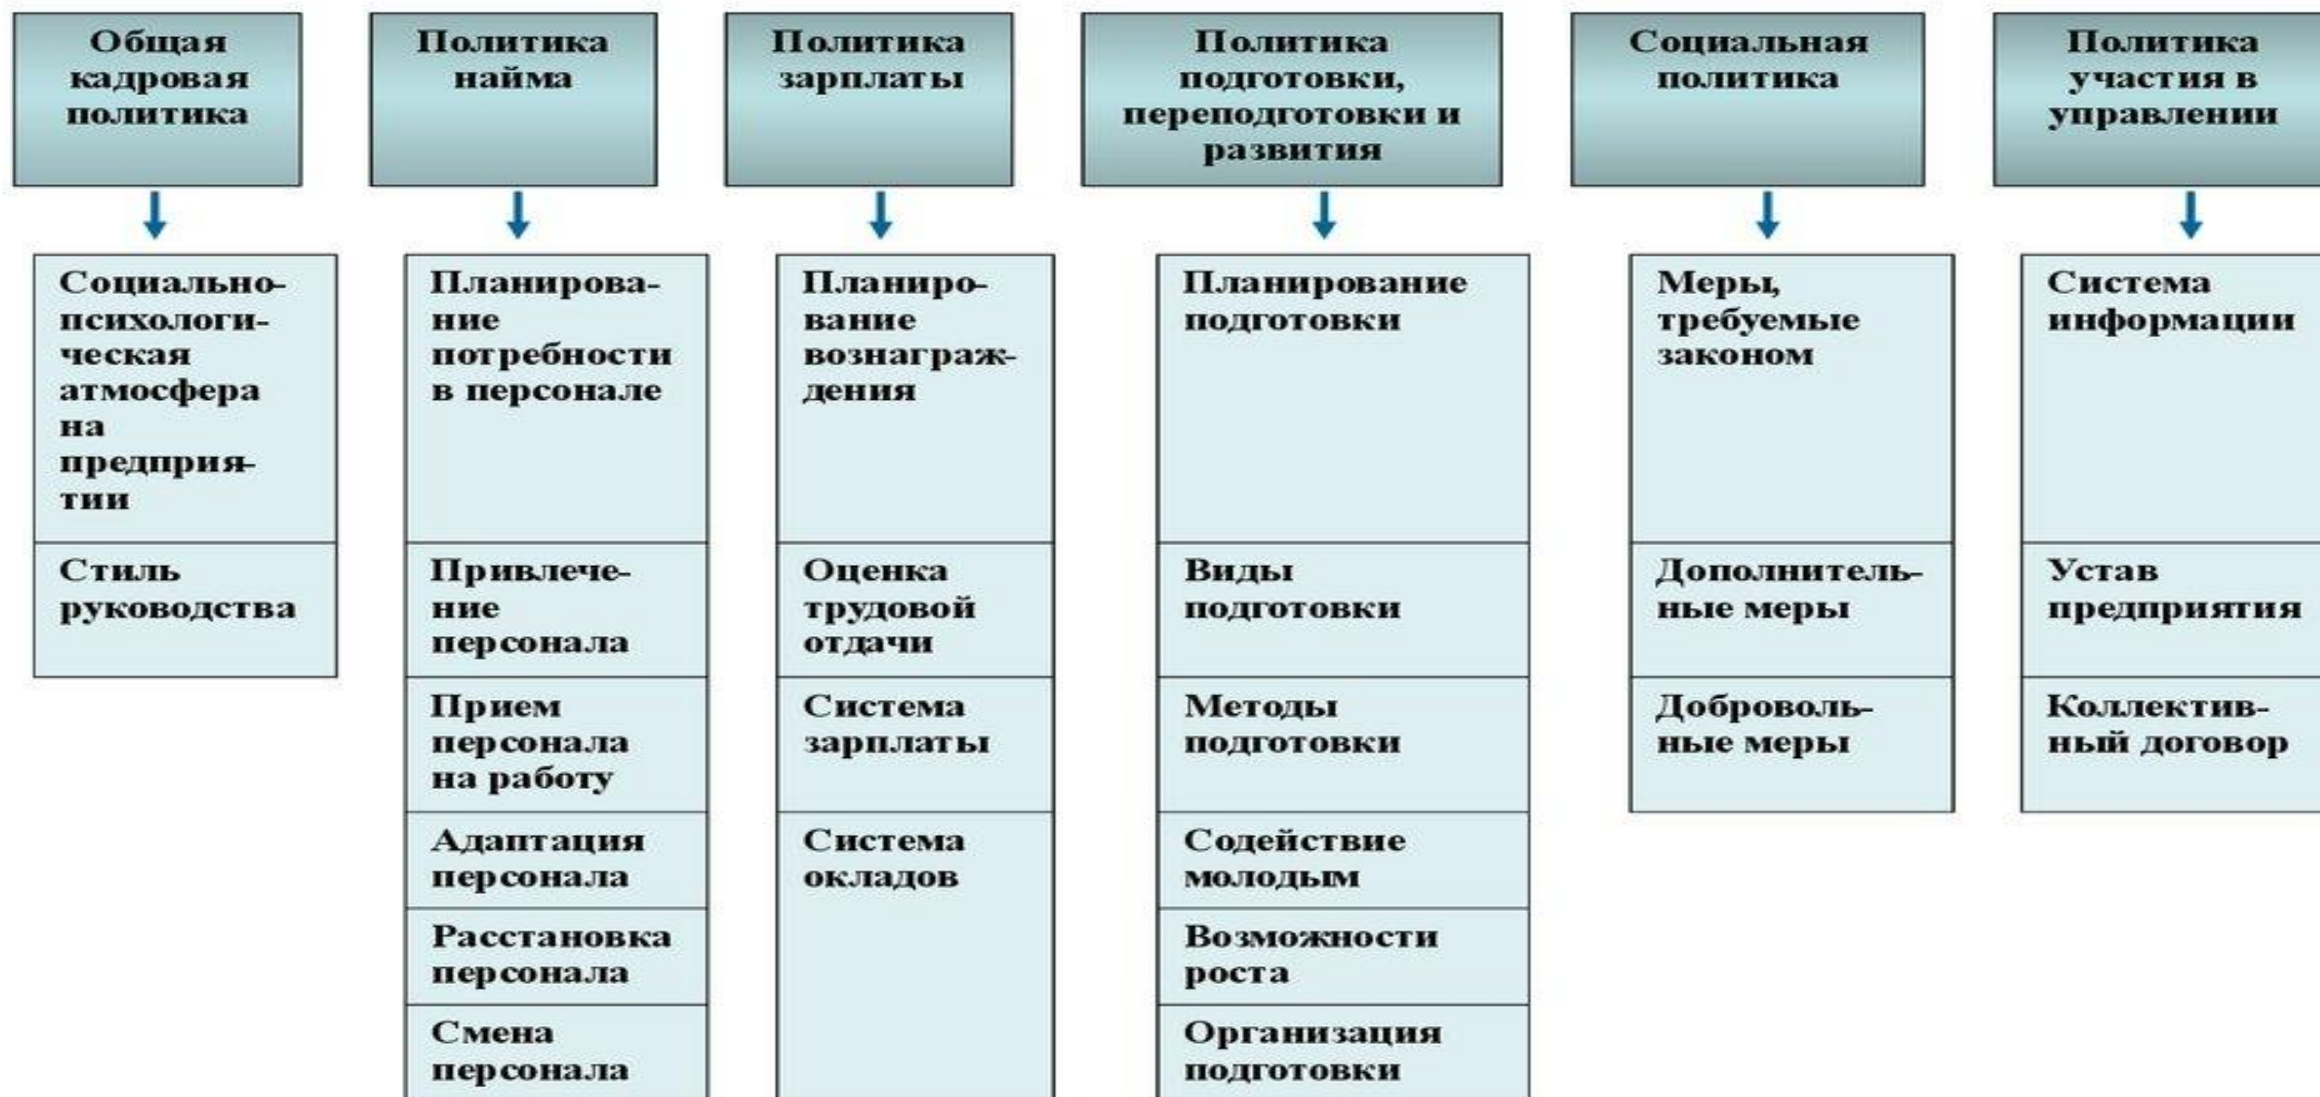 Общая
кадровая
политика
Политика
найма
Политика
зарплаты
Политика
подготовки,
переподготовки и
развития
Социальная
политика
Политика
участия в
управлении
Социально-
психологи-
ческая
атмосфера
на
предприя-
тии
Стиль
руководства
Планирова-
ние
потребности
в персонале
Привлече-
ние
персонала
Прием
персонала
на работу
Адаптация
персонала
Расстановка
персонала
Смена
персонала
Планиро-
вание
вознаграж-
дения
Оценка
трудовой
отдачи
Система
зарплаты
Система
окладов
Планирование
подготовки
Виды
подготовки
Методы
подготовки
Содействие
молодым
Возможности
роста
Организация
подготовки
Меры,
требуемые
законом
Дополнитель-
ные меры
Доброволь-
ные меры
Система
информации
Устав
предприятия
Коллектив-
ный договор